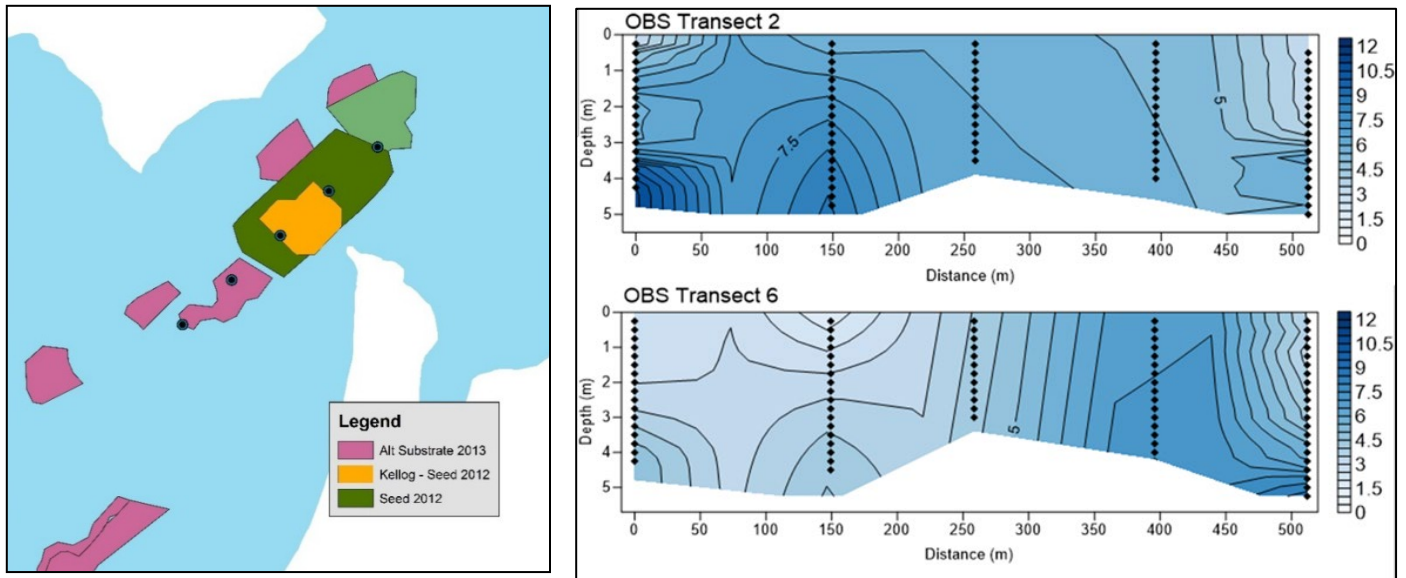 Legend
Alt Substrate 2013
Kellog - Seed 2012
Seed 2012
OBS Transect 2
0
1
2
3
4
5
Depth (m)
7.5
5
0 50 100 150 200 250 300 350 400 450 500
Distance (m)
12
10.5
9
7.5
6
4.5
3
1.5
0
OBS Transect 6
0
1
2
3
4
5
Depth (m)
5
0 50 100 150 200 250 300 350 400 450 500
Distance (m)
12
10.5
9
7.5
6
4.5
3
1.5
0